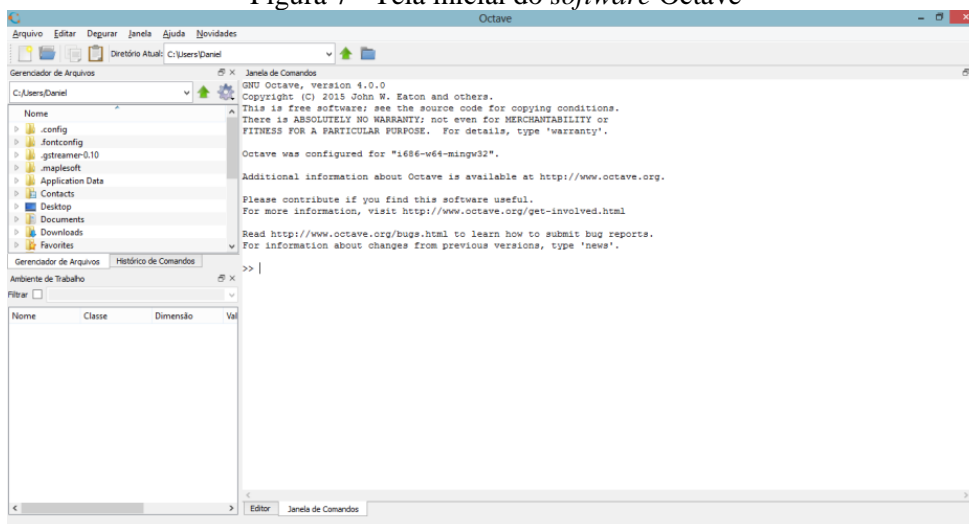 Figura 7 - Tela inicial do software Octave
Octave
Arquivo Editar Depurar Janela Ajuda Novidades
Diretório Atual: C:\Users\Daniel
Gerenciador de Arquivos
C:/Users/Daniel
Nome
.config
.fontconfig
.gstreamer-0.10
.maplesoft
Application Data
Contacts
Desktop
Documents
Downloads
Favorites
Gerenciador de Arquivos Histórico de Comandos
Ambiente de Trabalho
Filtrar
Nome Classe Dimensão Val
Janela de Comandos
GNU Octave, version 4.0.0
Copyright (C) 2015 John W. Eaton and others.
This is free software; see the source code for copying conditions.
There is ABSOLUTELY NO WARRANTY; not even for MERCHANTABILITY or
FITNESS FOR A PARTICULAR PURPOSE. For details, type 'warranty'.
Octave was configured for "i686-w64-mingw32".
Additional information about Octave is available at http://www.octave.org.
Please contribute if you find this software useful.
For more information, visit http://www.octave.org/get-involved.html
Read http://www.octave.org/bugs.html to learn how to submit bug reports.
For information about changes from previous versions, type 'news'.
>>
Editor Janela de Comandos